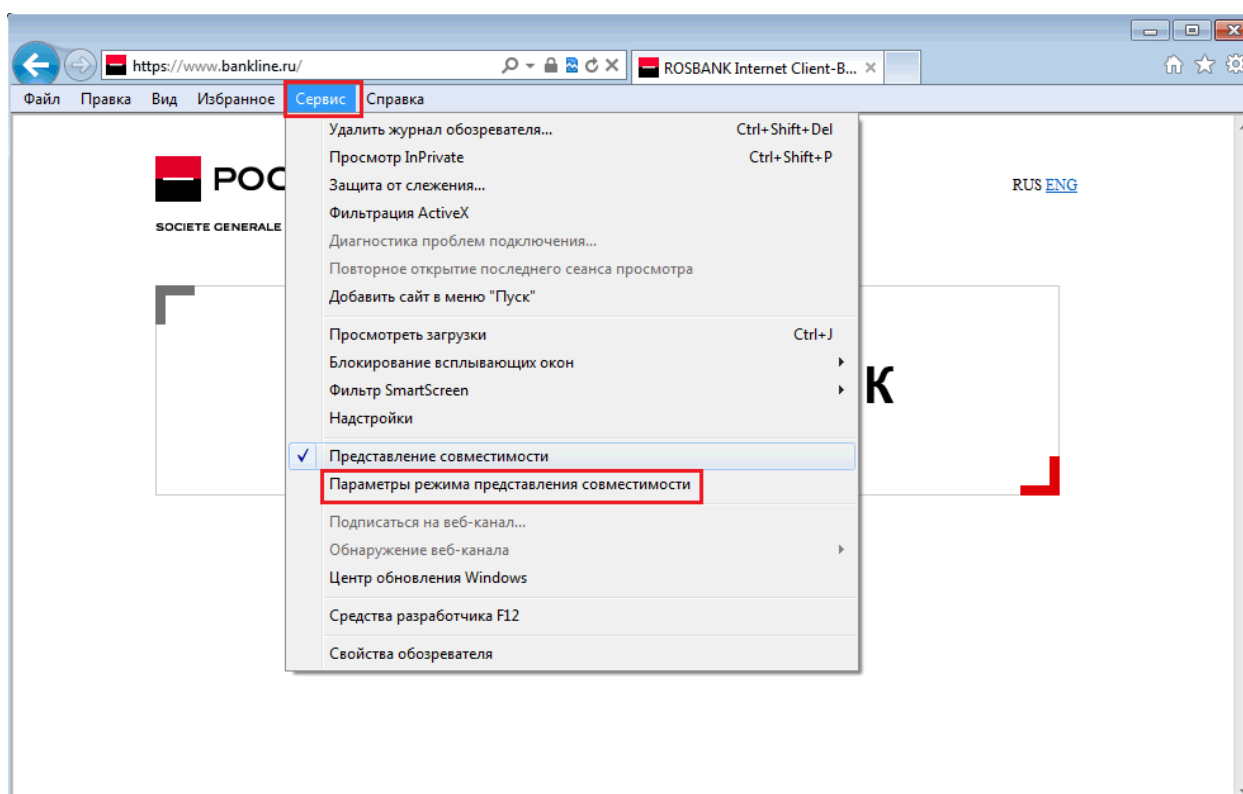 https://www.bankline.ru/
ROSBANK Internet Client-B...
Файл Правка Вид Избранное Сервис Справка
Удалить журнал обозревателя... Ctrl+Shift+Del
Просмотр InPrivate Ctrl+Shift+P
Защита от слежения...
Фильтрация ActiveX
Диагностика проблем подключения...
Повторное открытие последнего сеанса просмотра
Добавить сайт в меню "Пуск"
Просмотреть загрузки Ctrl+J
Блокирование всплывающих окон
Фильтр SmartScreen
Надстройки
Представление совместимости
Параметры режима представления совместимости
Подписаться на веб-канал...
Обнаружение веб-канала
Центр обновления Windows
Средства разработчика F12
Свойства обозревателя
РОС
SOCIETE GENERALE
RUS ENG
К